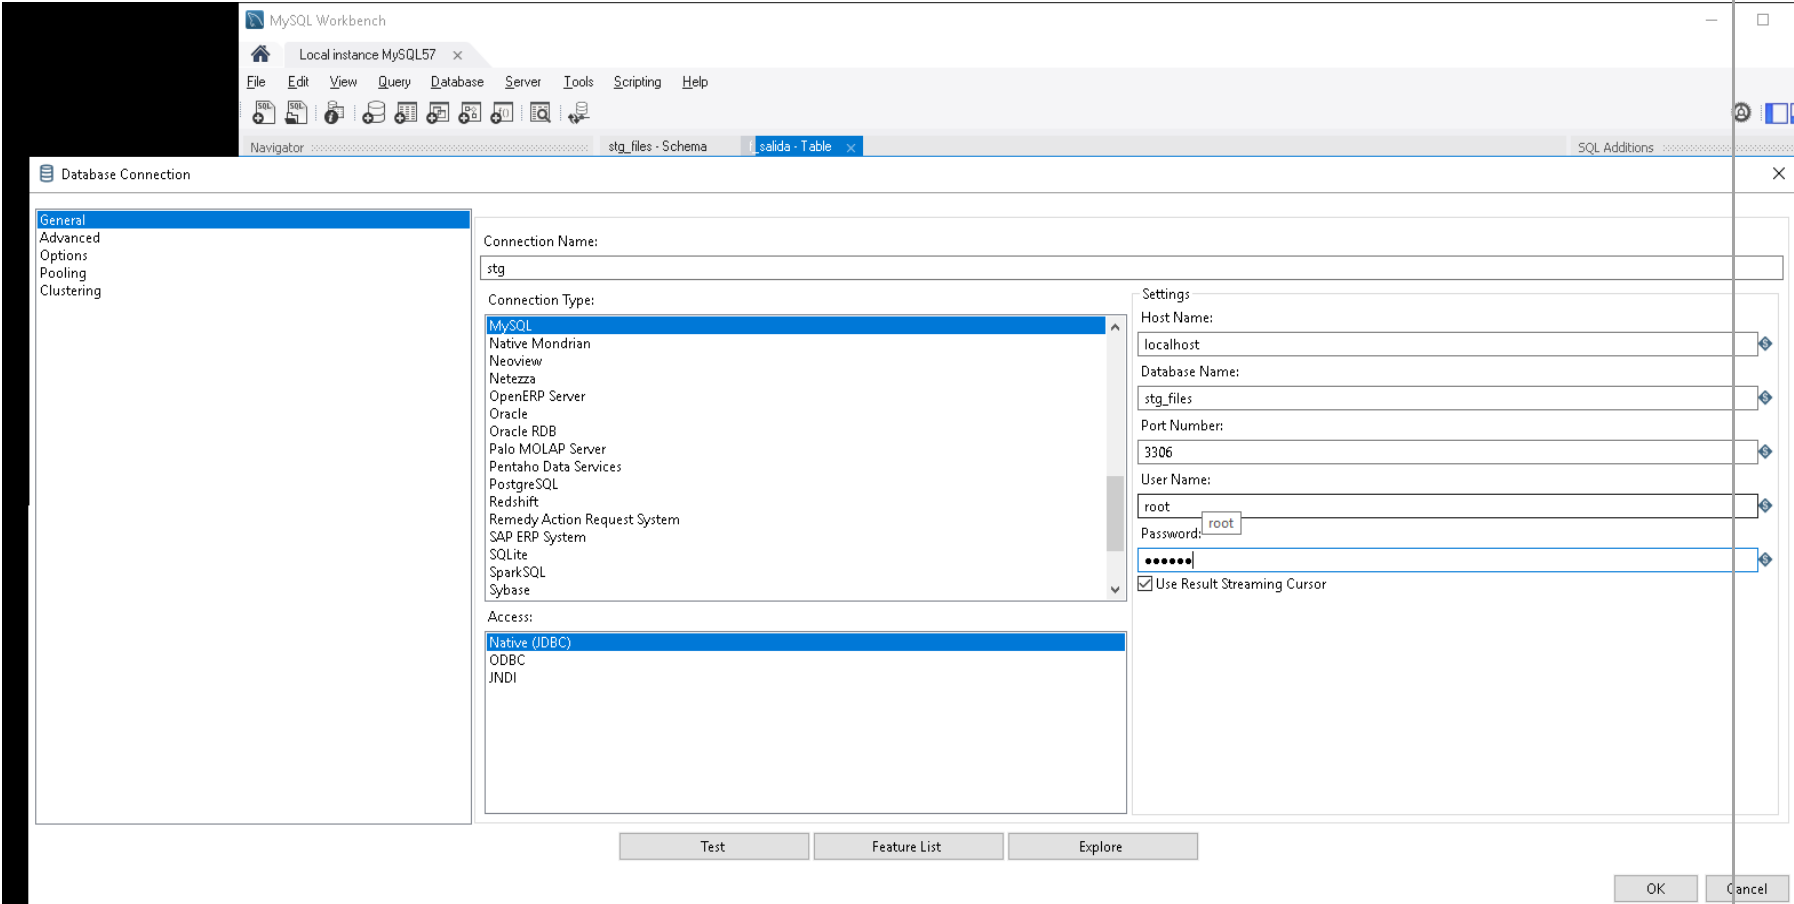 MySQL Workbench
Local instance MySQL57
File Edit View Query Database Server Tools Scripting Help
Navigator
stg_files - Schema
_salida - Table
SQL Additions
Database Connection
General
Advanced
Options
Pooling
Clustering
Connection Name:
stg
Connection Type:
MySQL
Native Mondrian
Neoview
Netezza
OpenERP Server
Oracle
Oracle RDB
Palo MOLAP Server
Pentaho Data Services
PostgreSQL
Redshift
Remedy Action Request System
SAP ERP System
SQLite
SparkSQL
Sybase
Access:
Native (JDBC)
ODBC
JNDI
Settings
Host Name:
localhost
Database Name:
stg_files
Port Number:
3306
User Name:
root
root
Password:
••••••
Use Result Streaming Cursor
Test
Feature List
Explore
OK
Cancel